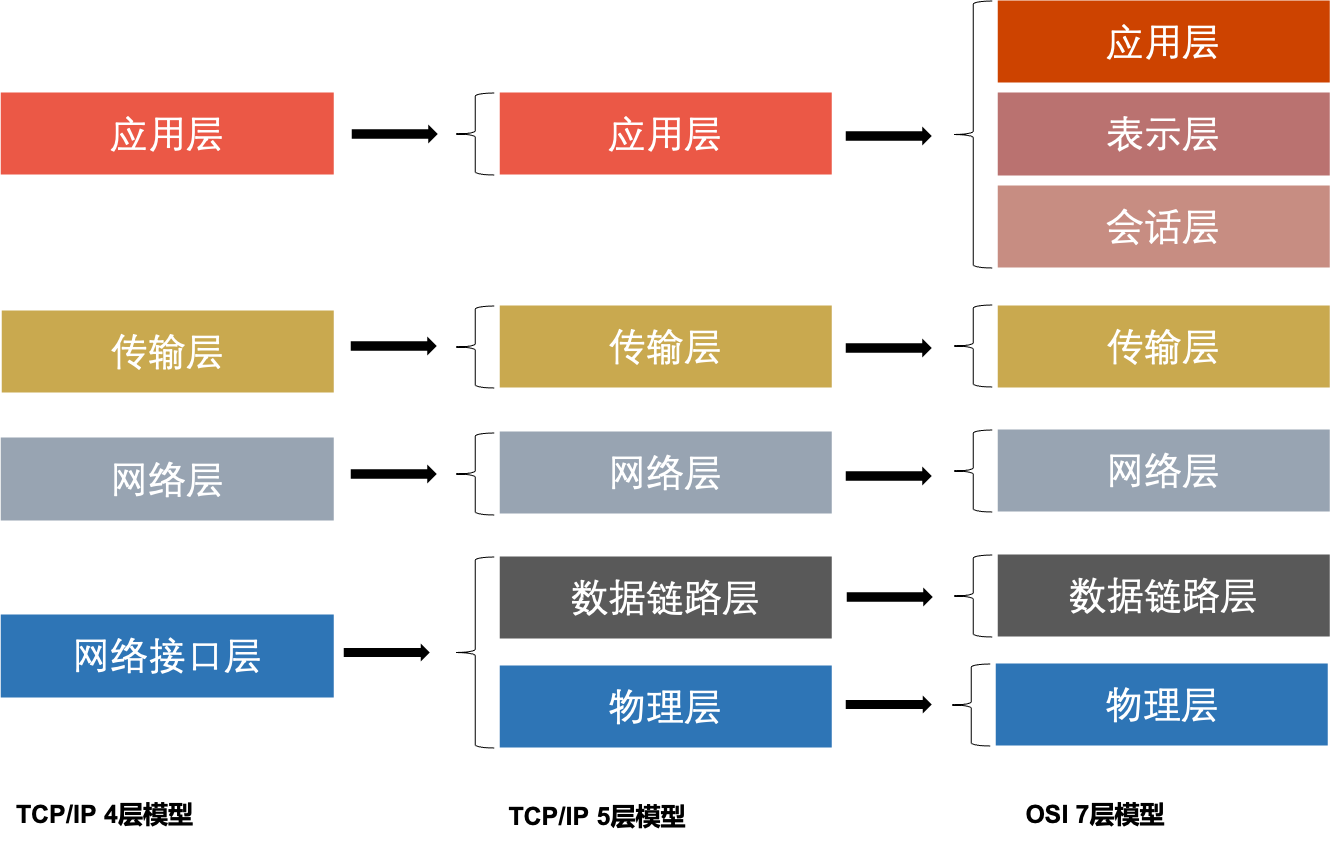 应用层
传输层
网络层
网络接口层
TCP/IP 4层模型
应用层
传输层
网络层
数据链路层
物理层
TCP/IP 5层模型
应用层
表示层
会话层
传输层
网络层
数据链路层
物理层
OSI 7层模型